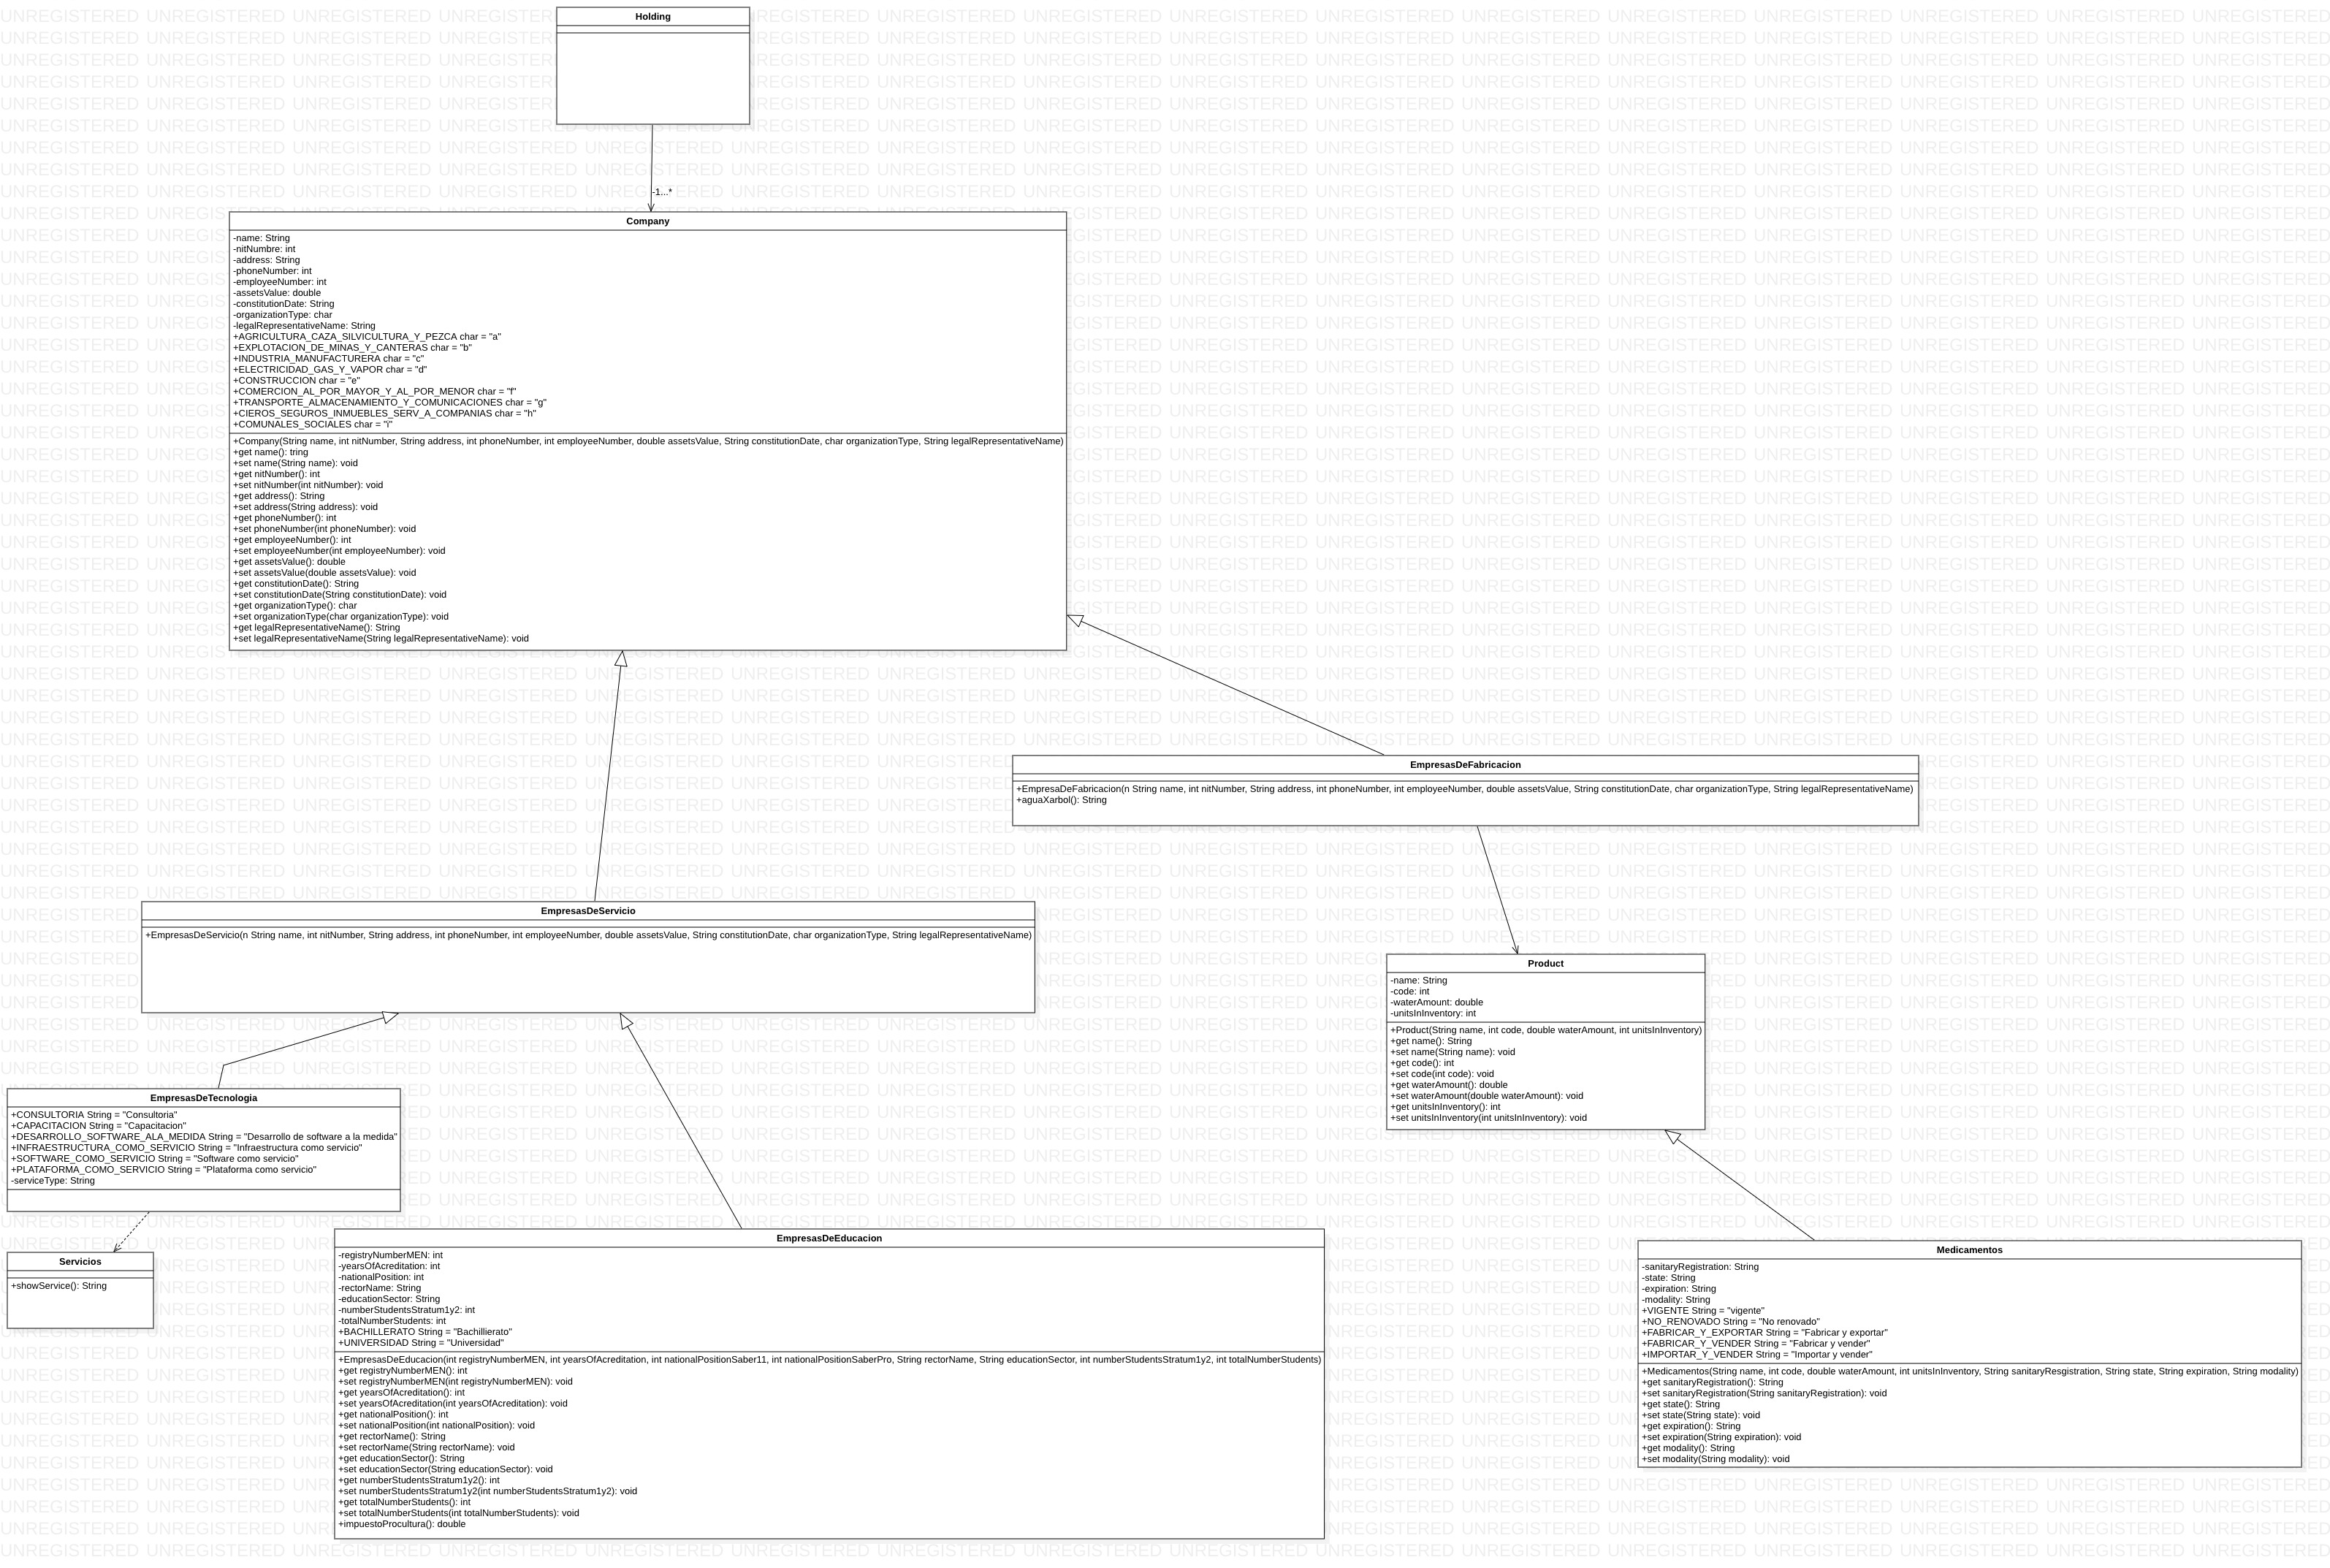 Holding
-1...*
Company
-name: String
-nitNumbre: int
-address: String
-phoneNumber: int
-employeeNumber: int
-assetsValue: double
-constitutionDate: String
-organizationType: char
-legalRepresentativeName: String
+AGRICULTURA_CAZA_SILVICULTURA_Y_PEZCA char = "a"
+EXPLOTACION_DE_MINAS_Y_CANTERAS char = "b"
+INDUSTRIA_MANUFACTURERA char = "c"
+ELECTRICIDAD_GAS_Y_VAPOR char = "d"
+CONSTRUCCION char = "e"
+COMERCION_AL_POR_MAYOR_Y_AL_POR_MENOR char = "f"
+TRANSPORTE_ALMACENAMIENTO_Y_COMUNICACIONES char = "g"
+CIEROS_SEGUROS_INMUEBLES_SERV_A_COMPANIAS char = "h"
+COMUNALES_SOCIALES char = "i"
+Company(String name, int nitNumber, String address, int phoneNumber, int employeeNumber, double assetsValue, String constitutionDate, char organizationType, String legalRepresentativeName)
+get name(): tring
+set name(String name): void
+get nitNumber(): int
+set nitNumber(int nitNumber): void
+get address(): String
+set address(String address): void
+get phoneNumber(): int
+set phoneNumber(int phoneNumber): void
+get employeeNumber(): int
+set employeeNumber(int employeeNumber): void
+get assetsValue(): double
+set assetsValue(double assetsValue): void
+get constitutionDate(): String
+set constitutionDate(String constitutionDate): void
+get organizationType(): char
+set organizationType(char organizationType): void
+get legalRepresentativeName(): String
+set legalRepresentativeName(String legalRepresentativeName): void
EmpresasDeFabricacion
+EmpresaDeFabricacion(n String name, int nitNumber, String address, int phoneNumber, int employeeNumber, double assetsValue, String constitutionDate, char organizationType, String legalRepresentativeName)
+aguaXarbol(): String
EmpresasDeServicio
+EmpresasDeServicio(n String name, int nitNumber, String address, int phoneNumber, int employeeNumber, double assetsValue, String constitutionDate, char organizationType, String legalRepresentativeName)
Product
-name: String
-code: int
-waterAmount: double
-unitsInInventory: int
+Product(String name, int code, double waterAmount, int unitsInInventory)
+get name(): String
+set name(String name): void
+get code(): int
+set code(int code): void
+get waterAmount(): double
+set waterAmount(double waterAmount): void
+get unitsInInventory(): int
+set unitsInInventory(int unitsInInventory): void
EmpresasDeTecnologia
+CONSULTORIA String = "Consultoria"
+CAPACITACION String = "Capacitacion"
+DESARROLLO_SOFTWARE_ALA_MEDIDA String = "Desarrollo de software a la medida"
+INFRAESTRUCTURA_COMO_SERVICIO String = "Infraestructura como servicio"
+SOFTWARE_COMO_SERVICIO String = "Software como servicio"
+PLATAFORMA_COMO_SERVICIO String = "Plataforma como servicio"
-serviceType: String
Servicios
+showService(): String
EmpresasDeEducacion
-registryNumberMEN: int
-yearsOfAcreditation: int
-nationalPosition: int
-rectorName: String
-educationSector: String
-numberStudentsStratum1y2: int
-totalNumberStudents: int
+BACHILLERATO String = "Bachillierato"
+UNIVERSIDAD String = "Universidad"
+EmpresasDeEducacion(int registryNumberMEN, int yearsOfAcreditation, int nationalPositionSaber11, int nationalPositionSaberPro, String rectorName, String educationSector, int numberStudentsStratum1y2, int totalNumberStudents)
+get registryNumberMEN(): int
+set registryNumberMEN(int registryNumberMEN): void
+get yearsOfAcreditation(): int
+set yearsOfAcreditation(int yearsOfAcreditation): void
+get nationalPosition(): int
+set nationalPosition(int nationalPosition): void
+get rectorName(): String
+set rectorName(String rectorName): void
+get educationSector(): String
+set educationSector(String educationSector): void
+get numberStudentsStratum1y2(): int
+set numberStudentsStratum1y2(int numberStudentsStratum1y2): void
+get totalNumberStudents(): int
+set totalNumberStudents(int totalNumberStudents): void
+impuestoProcultura(): double
Medicamentos
-sanitaryRegistration: String
-state: String
-expiration: String
-modality: String
+VIGENTE String = "vigente"
+NO_RENOVADO String = "No renovado"
+FABRICAR_Y_EXPORTAR String = "Fabricar y exportar"
+FABRICAR_Y_VENDER String = "Fabricar y vender"
+IMPORTAR_Y_VENDER String = "Importar y vender"
+Medicamentos(String name, int code, double waterAmount, int unitsInInventory, String sanitaryResgistration, String state, String expiration, String modality)
+get sanitaryRegistration(): String
+set sanitaryRegistration(String sanitaryRegistration): void
+get state(): String
+set state(String state): void
+get expiration(): String
+set expiration(String expiration): void
+get modality(): String
+set modality(String modality): void